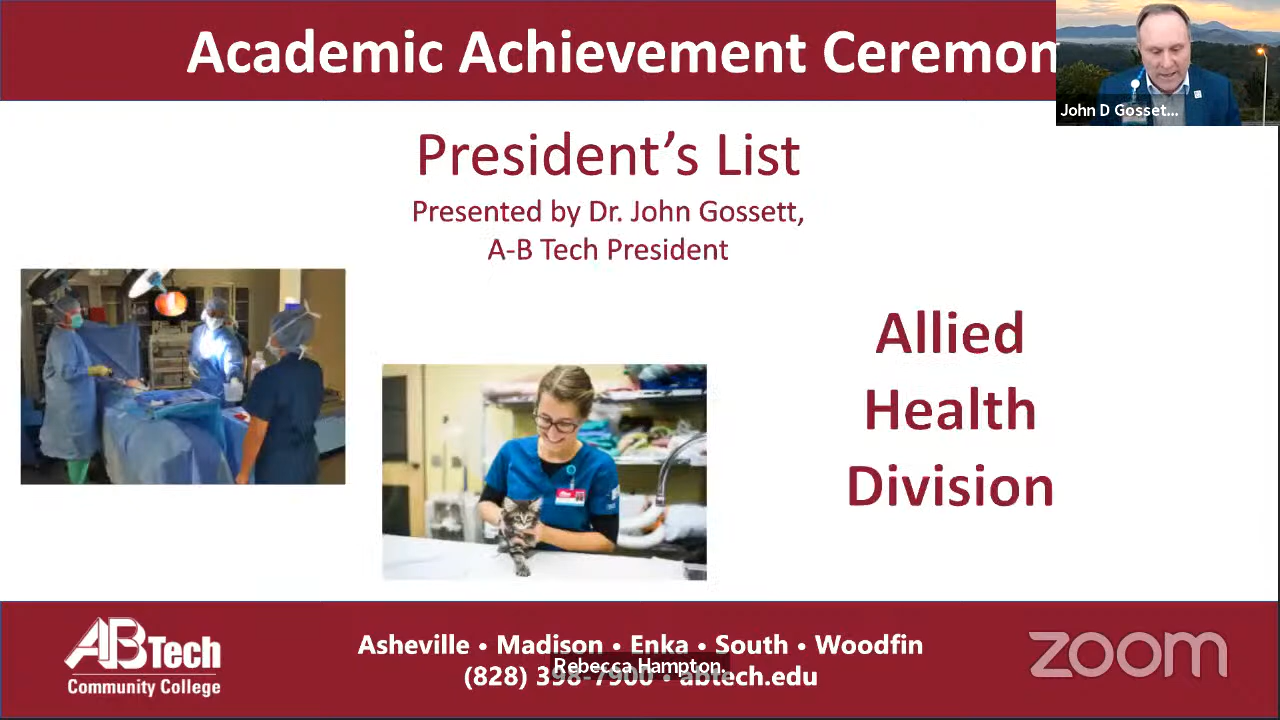 Academic Achievement Ceremon
John D Gosset...
President's List
Presented by Dr. John Gossett,
A-B Tech President
Allied
Health
Division
AB Tech
Community College
Asheville • Madison • Enka • South • Woodfin
Rebecca Hampton.
(828) 398-7900 • abtech.edu
zoom